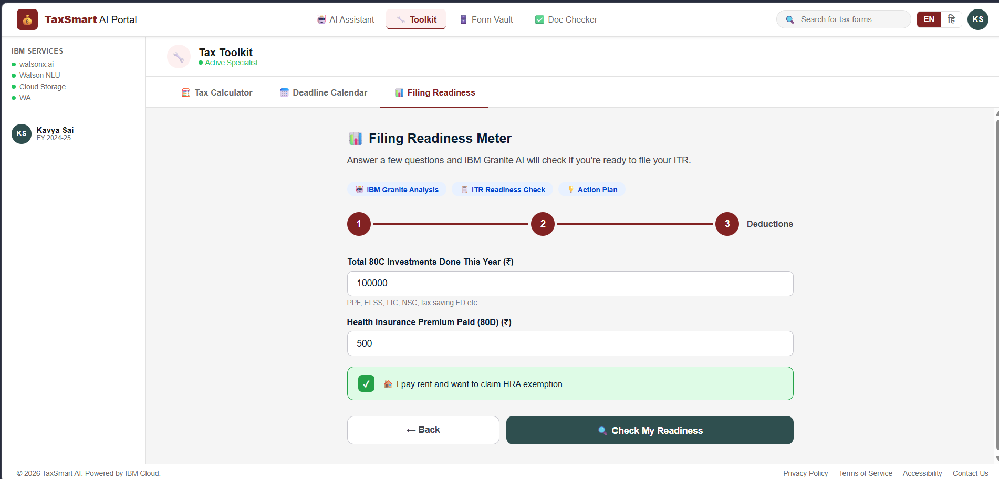 TaxSmart AI Portal
AI Assistant
Toolkit
Form Vault
Doc Checker
Search for tax forms...
EN
हि
KS
IBM SERVICES
watsonx.ai
Watson NLU
Cloud Storage
WA
KS
Kavya Sai
FY 2024-25
Tax Toolkit
Active Specialist
Tax Calculator
Deadline Calendar
Filing Readiness
Filing Readiness Meter
Answer a few questions and IBM Granite AI will check if you're ready to file your ITR.
IBM Granite Analysis
ITR Readiness Check
Action Plan
1
2
3
Deductions
Total 80C Investments Done This Year (₹)
100000
PPF, ELSS, LIC, NSC, tax saving FD etc.
Health Insurance Premium Paid (80D) (₹)
500
I pay rent and want to claim HRA exemption
← Back
Check My Readiness
© 2026 TaxSmart AI. Powered by IBM Cloud.
Privacy Policy
Terms of Service
Accessibility
Contact Us